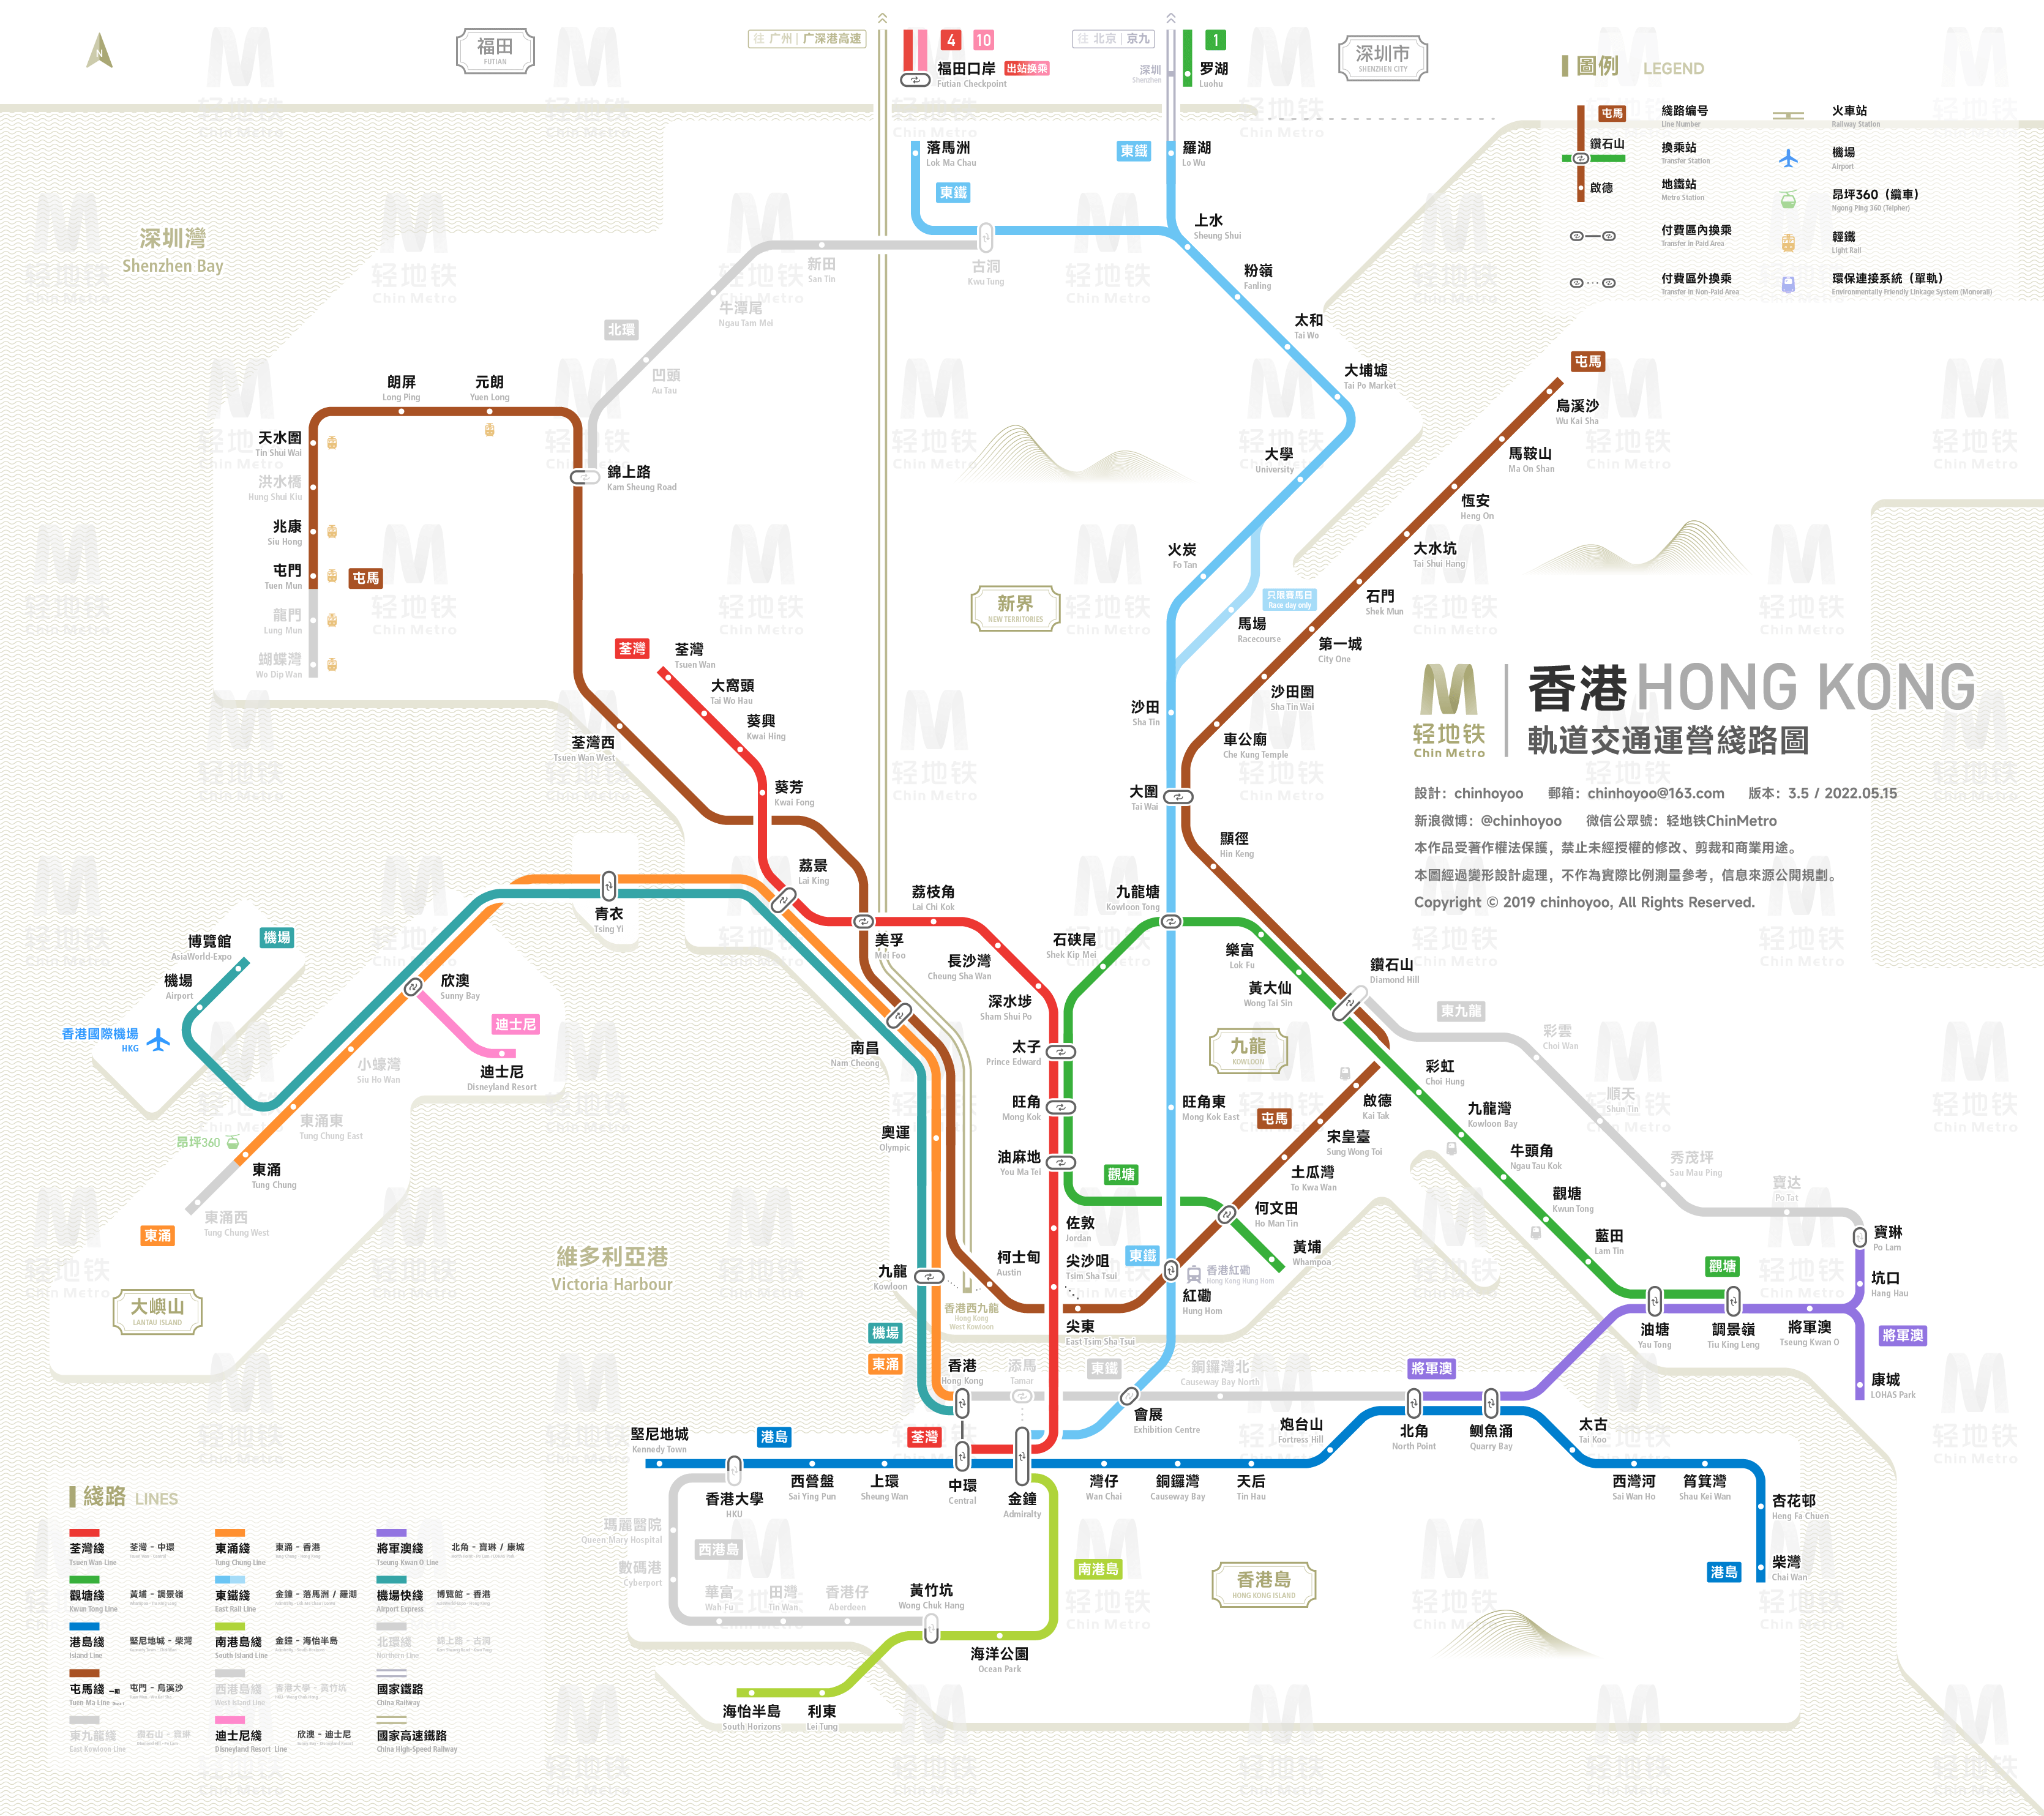 N
福田
FUTIAN
往 广州 | 广深港高速
4
10
福田口岸
出站换乘
Futian Checkpoint
往 北京 | 京九
深圳
Shenzhen
1
罗湖
Luohu
深圳市
SHENZHEN CITY
圖例 LEGEND
屯馬
綫路编号
Line Number
鑽石山
換乘站
Transfer Station
啟德
地鐵站
Metro Station
付費區內換乘
Transfer in Paid Area
付費區外換乘
Transfer in Non-Paid Area
火車站
Railway Station
機場
Airport
昂坪360（纜車）
Ngong Ping 360 (Telpher)
輕鐵
Light Rail
環保連接系統（單軌）
Environmentally Friendly Linkage System (Monorail)
深圳灣
Shenzhen Bay
落馬洲
Lok Ma Chau
東鐵
東鐵
羅湖
Lo Wu
上水
Sheung Shui
粉嶺
Fanling
太和
Tai Wo
大埔墟
Tai Po Market
大學
University
火炭
Fo Tan
只限賽馬日
Race day only
馬場
Racecourse
沙田
Sha Tin
大圍
Tai Wai
古洞
Kwu Tung
新田
San Tin
牛潭尾
Ngau Tam Mei
北環
凹頭
Au Tau
錦上路
Kam Sheung Road
朗屏
Long Ping
元朗
Yuen Long
天水圍
Tin Shui Wai
洪水橋
Hung Shui Kiu
兆康
Siu Hong
屯門
Tuen Mun
屯馬
龍門
Lung Mun
蝴蝶灣
Wo Dip Wan
新界
NEW TERRITORIES
屯馬
烏溪沙
Wu Kai Sha
馬鞍山
Ma On Shan
恆安
Heng On
大水坑
Tai Shui Hang
石門
Shek Mun
第一城
City One
沙田圍
Sha Tin Wai
車公廟
Che Kung Temple
顯徑
Hin Keng
轻地铁
Chin Metro
香港 HONG KONG
軌道交通運營綫路圖
設計：chinhoyoo 郵箱：chinhoyoo@163.com 版本：3.5 / 2022.05.15
新浪微博：@chinhoyoo 微信公眾號：轻地铁ChinMetro
本作品受著作權法保護，禁止未經授權的修改、剪裁和商業用途。
本圖經過變形設計處理，不作為實際比例測量參考，信息來源公開規劃。
Copyright © 2019 chinhoyoo, All Rights Reserved.
荃灣
荃灣
Tsuen Wan
大窩頭
Tai Wo Hau
葵興
Kwai Hing
葵芳
Kwai Fong
荔景
Lai King
荃灣西
Tsuen Wan West
美孚
Mei Foo
荔枝角
Lai Chi Kok
長沙灣
Cheung Sha Wan
深水埗
Sham Shui Po
太子
Prince Edward
旺角
Mong Kok
油麻地
You Ma Tei
佐敦
Jordan
尖沙咀
Tsim Sha Tsui
尖東
East Tsim Sha Tsui
柯士甸
Austin
青衣
Tsing Yi
博覽館
AsiaWorld-Expo
機場
機場
Airport
香港國際機場
HKG
欣澳
Sunny Bay
迪士尼
迪士尼
Disneyland Resort
小蠔灣
Siu Ho Wan
東涌東
Tung Chung East
昂坪360
東涌
Tung Chung
東涌西
Tung Chung West
東涌
大嶼山
LANTAU ISLAND
維多利亞港
Victoria Harbour
南昌
Nam Cheong
奧運
Olympic
九龍
Kowloon
香港西九龍
Hong Kong
West Kowloon
機場
東涌
九龍塘
Kowloon Tong
石硖尾
Shek Kip Mei
樂富
Lok Fu
黃大仙
Wong Tai Sin
鑽石山
Diamond Hill
九龍
KOWLOON
旺角東
Mong Kok East
觀塘
東鐵
香港紅磡
Hong Kong Hung Hom
紅磡
Hung Hom
何文田
Ho Man Tin
黃埔
Whampoa
屯馬
啟德
Kai Tak
宋皇臺
Sung Wong Toi
土瓜灣
To Kwa Wan
彩虹
Choi Hung
九龍灣
Kowloon Bay
牛頭角
Ngau Tau Kok
觀塘
Kwun Tong
藍田
Lam Tin
東九龍
彩雲
Choi Wan
順天
Shun Tin
秀茂坪
Sau Mau Ping
寶达
Po Tat
寶琳
Po Lam
坑口
Hang Hau
觀塘
油塘
Yau Tong
調景嶺
Tiu King Leng
將軍澳
Tseung Kwan O
將軍澳
康城
LOHAS Park
香港
Hong Kong
添馬
Tamar
東鐵
銅鑼灣北
Causeway Bay North
將軍澳
會展
Exhibition Centre
堅尼地城
Kennedy Town
港島
荃灣
香港大學
HKU
西營盤
Sai Ying Pun
上環
Sheung Wan
中環
Central
金鐘
Admiralty
灣仔
Wan Chai
銅鑼灣
Causeway Bay
天后
Tin Hau
炮台山
Fortress Hill
北角
North Point
鰂魚涌
Quarry Bay
太古
Tai Koo
西灣河
Sai Wan Ho
筲箕灣
Shau Kei Wan
杏花邨
Heng Fa Chuen
港島
柴灣
Chai Wan
瑪麗醫院
Queen Mary Hospital
數碼港
Cyberport
西港島
華富
Wah Fu
田灣
Tin Wan
香港仔
Aberdeen
黃竹坑
Wong Chuk Hang
南港島
海洋公園
Ocean Park
海怡半島
South Horizons
利東
Lei Tung
香港島
HONG KONG ISLAND
綫路 LINES
荃灣綫 荃灣 - 中環
Tsuen Wan Line
觀塘綫 黃埔 - 調景嶺
Kwun Tong Line
港島綫 堅尼地城 - 柴灣
Island Line
屯馬綫 一期 屯門 - 烏溪沙
Tuen Ma Line
東九龍綫 鑽石山 - 寶琳
East Kowloon Line
東涌綫 東涌 - 香港
Tung Chung Line
東鐵綫 金鐘 - 落馬洲 / 羅湖
East Rail Line
南港島綫 金鐘 - 海怡半島
South Island Line
西港島綫 香港大學 - 黃竹坑
West Island Line
迪士尼綫 欣澳 - 迪士尼
Disneyland Resort Line
將軍澳綫 北角 - 寶琳 / 康城
Tseung Kwan O Line
機場快綫 博覽館 - 香港
Airport Express
北環綫 錦上路 - 古洞
Northern Line
國家鐵路
China Railway
國家高速鐵路
China High-Speed Railway